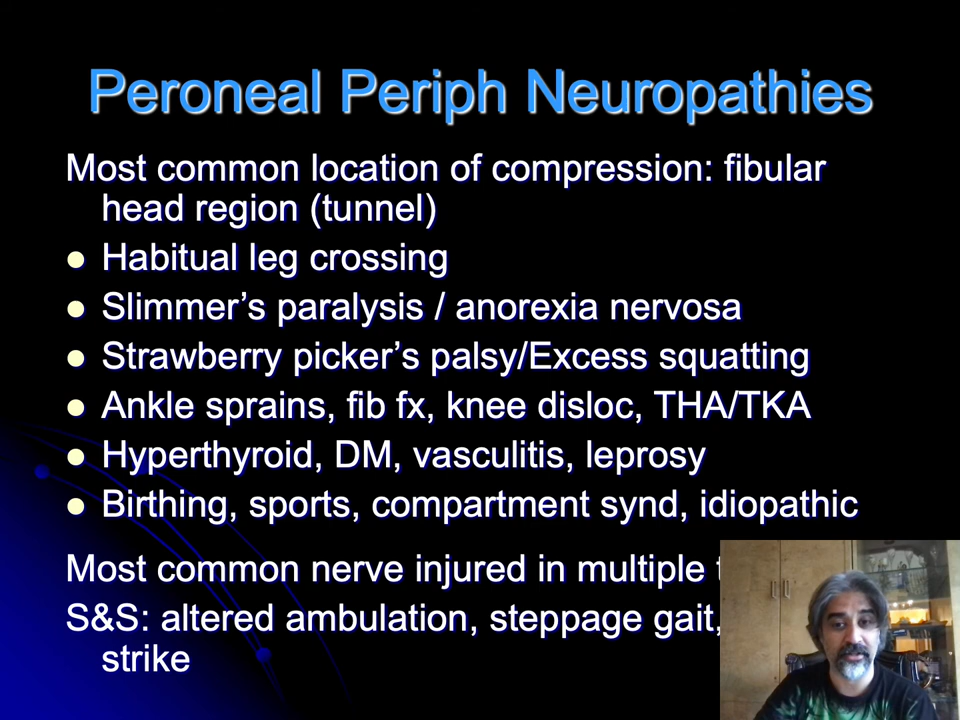 Peroneal Periph Neuropathies
Most common location of compression: fibular
head region (tunnel)
Habitual leg crossing
Slimmer’s paralysis / anorexia nervosa
Strawberry picker’s palsy/Excess squatting
Ankle sprains, fib fx, knee disloc, THA/TKA
Hyperthyroid, DM, vasculitis, leprosy
Birthing, sports, compartment synd, idiopathic
Most common nerve injured in multiple
S&S: altered ambulation, steppage gait,
strike